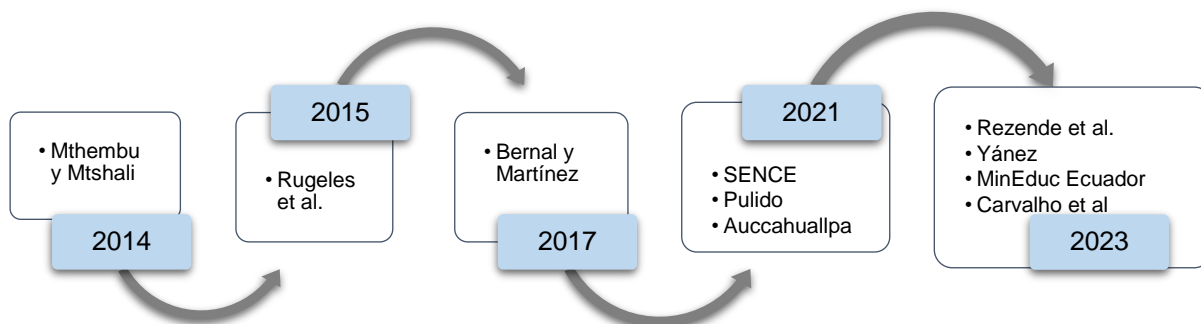 • Mthembu
y Mtshali
2014
2015
• Rugeles
et al.
• Bernal y
Martínez
2017
2021
• SENCE
• Pulido
• Auccahuallpa
• Rezende et al.
• Yánez
• MinEduc Ecuador
• Carvalho et al
2023